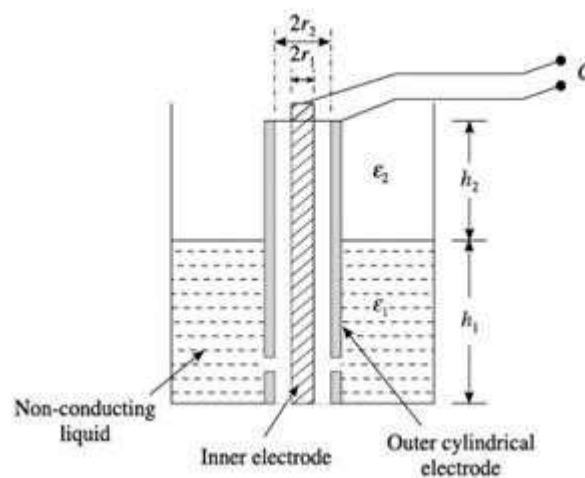 2r₂
2r₁
C
ε₂
h₂
ε₁
h₁
Non-conducting
liquid
Inner electrode
Outer cylindrical
electrode